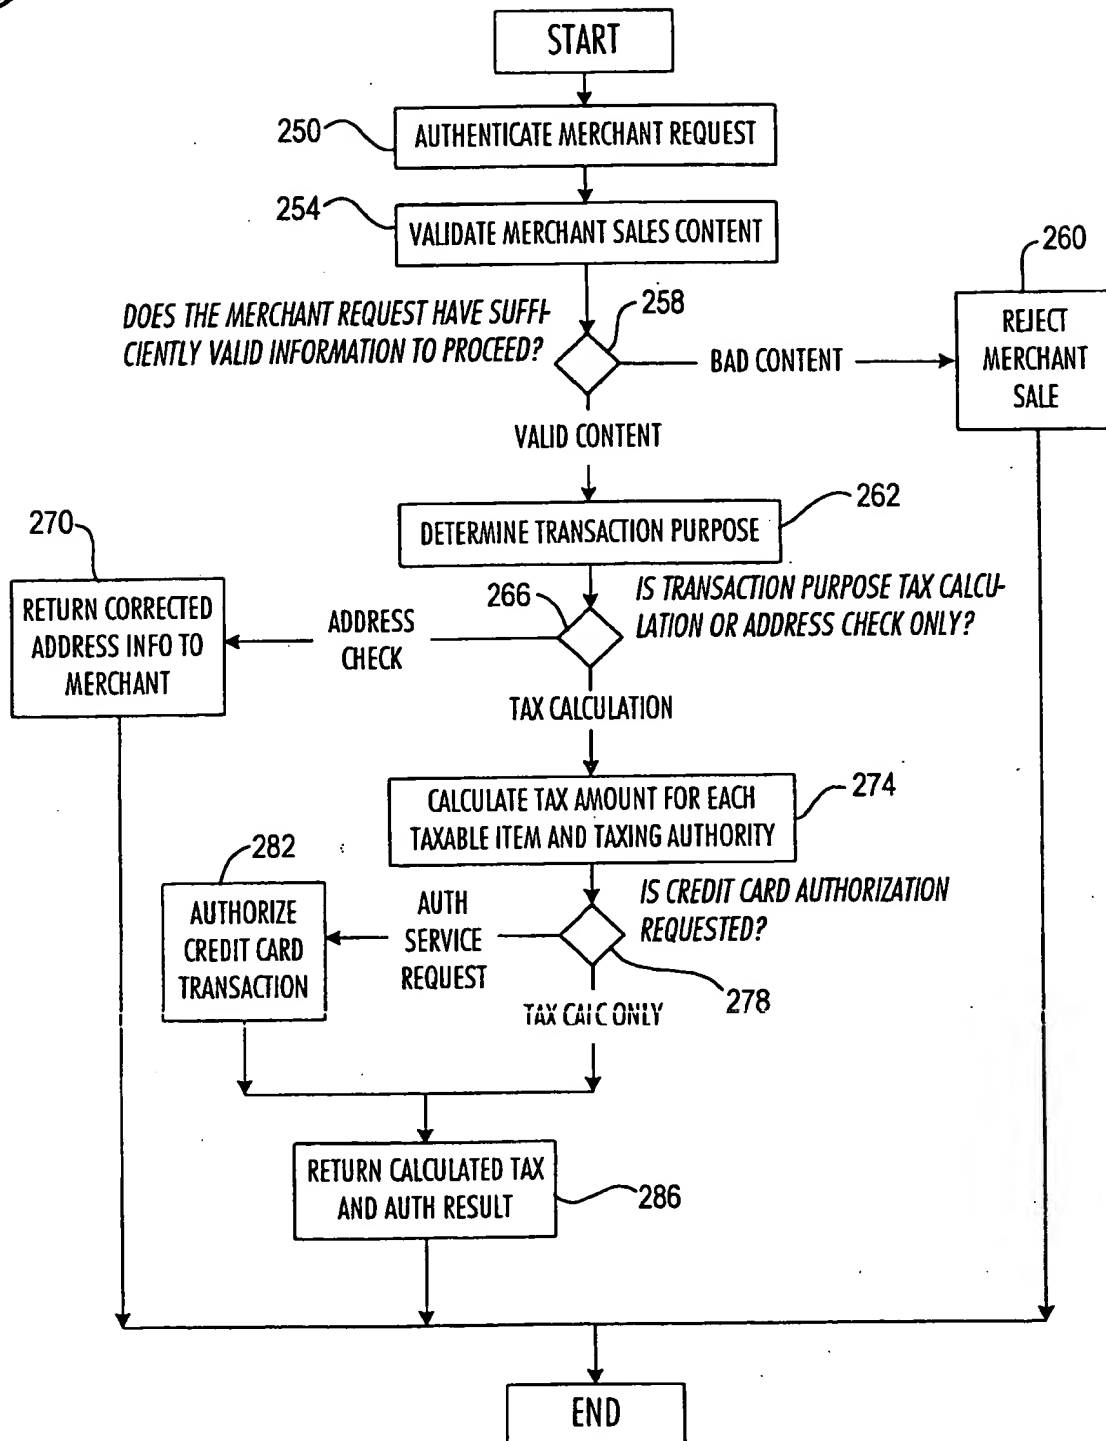 START
250
AUTHENTICATE MERCHANT REQUEST
254
VALIDATE MERCHANT SALES CONTENT
260
258
DOES THE MERCHANT REQUEST HAVE SUFFI-
CIENTLY VALID INFORMATION TO PROCEED?
REJECT
MERCHANT
SALE
BAD CONTENT
VALID CONTENT
262
DETERMINE TRANSACTION PURPOSE
270
266
IS TRANSACTION PURPOSE TAX CALCU-
LATION OR ADDRESS CHECK ONLY?
RETURN CORRECTED
ADDRESS INFO TO
MERCHANT
ADDRESS
CHECK
TAX CALCULATION
274
CALCULATE TAX AMOUNT FOR EACH
TAXABLE ITEM AND TAXING AUTHORITY
282
IS CREDIT CARD AUTHORIZATION
REQUESTED?
AUTHORIZE
CREDIT CARD
TRANSACTION
AUTH
SERVICE
REQUEST
278
TAX CALC ONLY
RETURN CALCULATED TAX
AND AUTH RESULT
286
END